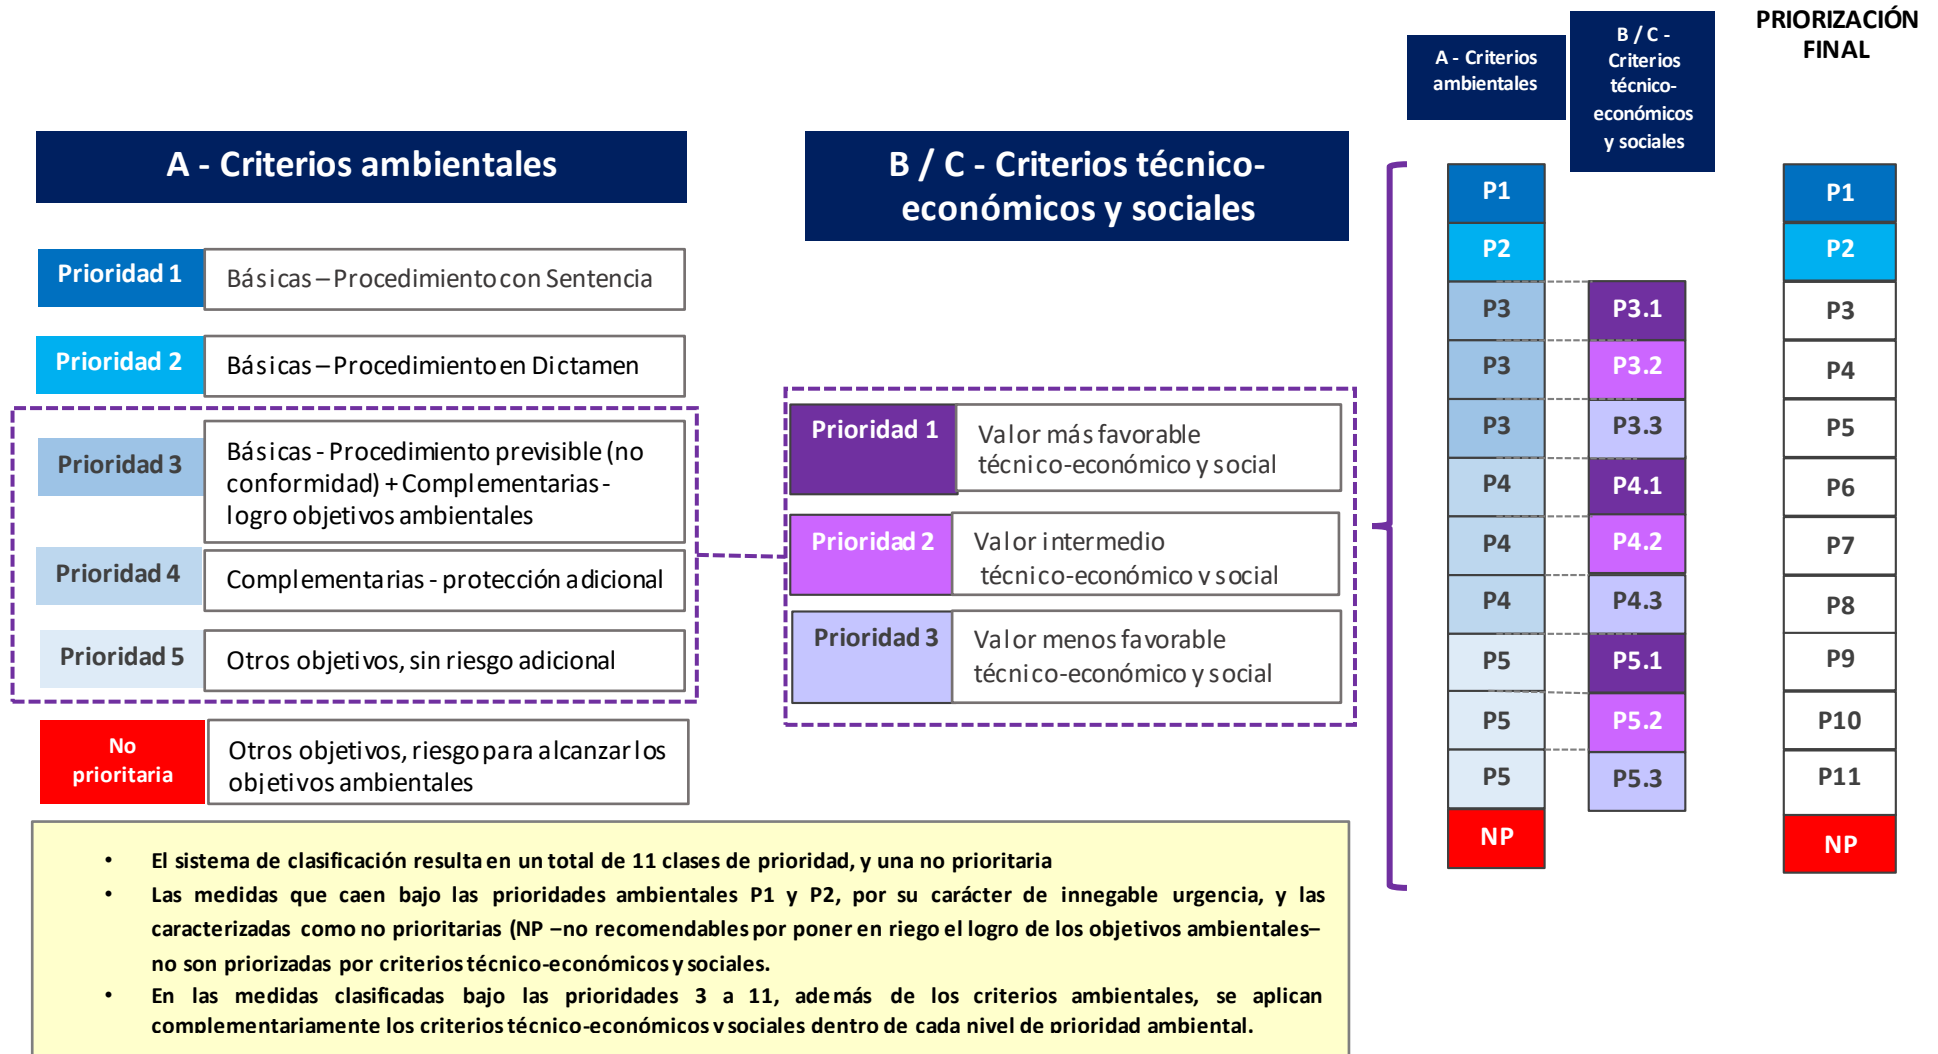 A - Criterios ambientales
Prioridad 1
Básicas – Procedimiento con Sentencia
Prioridad 2
Básicas – Procedimiento en Dictamen
Prioridad 3
Básicas - Procedimiento previsible (no
conformidad) + Complementarias -
logro objetivos ambientales
Prioridad 4
Complementarias - protección adicional
Prioridad 5
Otros objetivos, sin riesgo adicional
No
prioritaria
Otros objetivos, riesgo para alcanzar los
objetivos ambientales
B / C - Criterios técnico-
económicos y sociales
Prioridad 1
Valor más favorable
técnico-económico y social
Prioridad 2
Valor intermedio
técnico-económico y social
Prioridad 3
Valor menos favorable
técnico-económico y social
A - Criterios
ambientales
P1
P2
P3
P3
P3
P4
P4
P4
P5
P5
P5
NP
B / C -
Criterios
técnico-
económicos
y sociales
P3.1
P3.2
P3.3
P4.1
P4.2
P4.3
P5.1
P5.2
P5.3
PRIORIZACIÓN
FINAL
P1
P2
P3
P4
P5
P6
P7
P8
P9
P10
P11
NP
• El sistema de clasificación resulta en un total de 11 clases de prioridad, y una no prioritaria
• Las medidas que caen bajo las prioridades ambientales P1 y P2, por su carácter de innegable urgencia, y las
caracterizadas como no prioritarias (NP –no recomendables por poner en riego el logro de los objetivos ambientales–
no son priorizadas por criterios técnico-económicos y sociales.
• En las medidas clasificadas bajo las prioridades 3 a 11, además de los criterios ambientales, se aplican
complementariamente los criterios técnico-económicos y sociales dentro de cada nivel de prioridad ambiental.